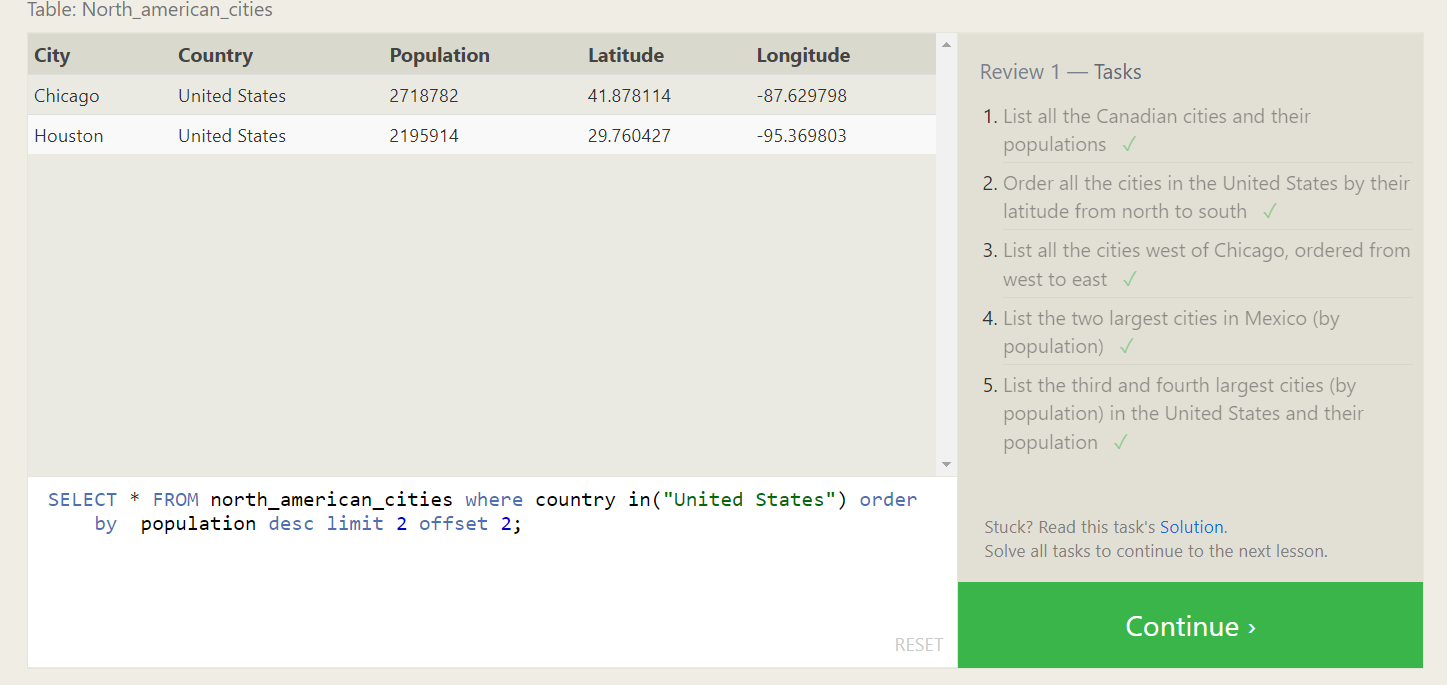 Table: North_american_cities
City Country Population Latitude Longitude
Chicago United States 2718782 41.878114 -87.629798
Houston United States 2195914 29.760427 -95.369803
SELECT * FROM north_american_cities where country in("United States") order
by  population desc limit 2 offset 2;
RESET
Review 1 — Tasks
1. List all the Canadian cities and their
populations ✓
2. Order all the cities in the United States by their
latitude from north to south ✓
3. List all the cities west of Chicago, ordered from
west to east ✓
4. List the two largest cities in Mexico (by
population) ✓
5. List the third and fourth largest cities (by
population) in the United States and their
population ✓
Stuck? Read this task's Solution.
Solve all tasks to continue to the next lesson.
Continue ›